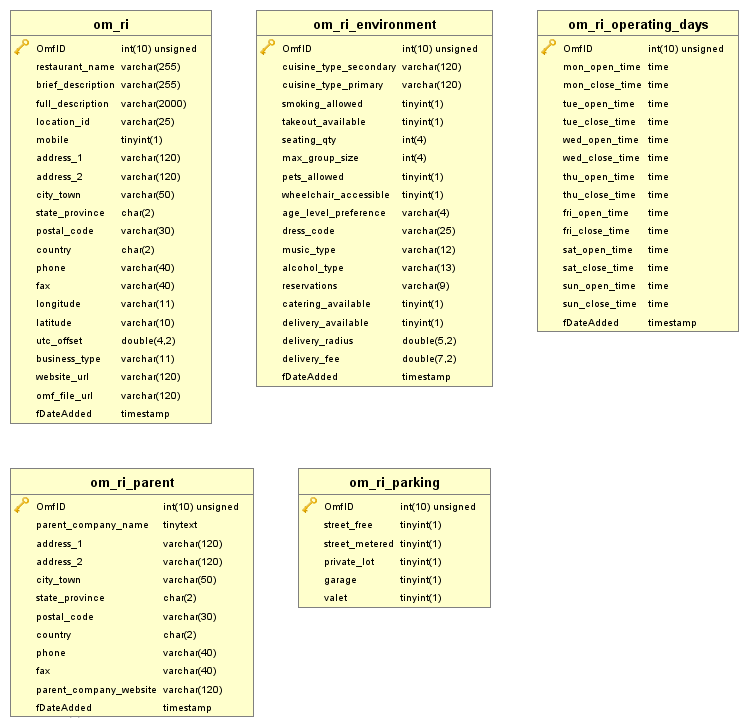 om_ri
OmfID int(10) unsigned
restaurant_name varchar(255)
brief_description varchar(255)
full_description varchar(2000)
location_id varchar(25)
mobile tinyint(1)
address_1 varchar(120)
address_2 varchar(120)
city_town varchar(50)
state_province char(2)
postal_code varchar(30)
country char(2)
phone varchar(40)
fax varchar(40)
longitude varchar(11)
latitude varchar(10)
utc_offset double(4,2)
business_type varchar(11)
website_url varchar(120)
omf_file_url varchar(120)
fDateAdded timestamp
om_ri_environment
OmfID int(10) unsigned
cuisine_type_secondary varchar(120)
cuisine_type_primary varchar(120)
smoking_allowed tinyint(1)
takeout_available tinyint(1)
seating_qty int(4)
max_group_size int(4)
pets_allowed tinyint(1)
wheelchair_accessible tinyint(1)
age_level_preference varchar(4)
dress_code varchar(25)
music_type varchar(12)
alcohol_type varchar(13)
reservations varchar(9)
catering_available tinyint(1)
delivery_available tinyint(1)
delivery_radius double(5,2)
delivery_fee double(7,2)
fDateAdded timestamp
om_ri_operating_days
OmfID int(10) unsigned
mon_open_time time
mon_close_time time
tue_open_time time
tue_close_time time
wed_open_time time
wed_close_time time
thu_open_time time
thu_close_time time
fri_open_time time
fri_close_time time
sat_open_time time
sat_close_time time
sun_open_time time
sun_close_time time
fDateAdded timestamp
om_ri_parent
OmfID int(10) unsigned
parent_company_name tinytext
address_1 varchar(120)
address_2 varchar(120)
city_town varchar(50)
state_province char(2)
postal_code varchar(30)
country char(2)
phone varchar(40)
fax varchar(40)
parent_company_website varchar(120)
fDateAdded timestamp
om_ri_parking
OmfID int(10) unsigned
street_free tinyint(1)
street_metered tinyint(1)
private_lot tinyint(1)
garage tinyint(1)
valet tinyint(1)